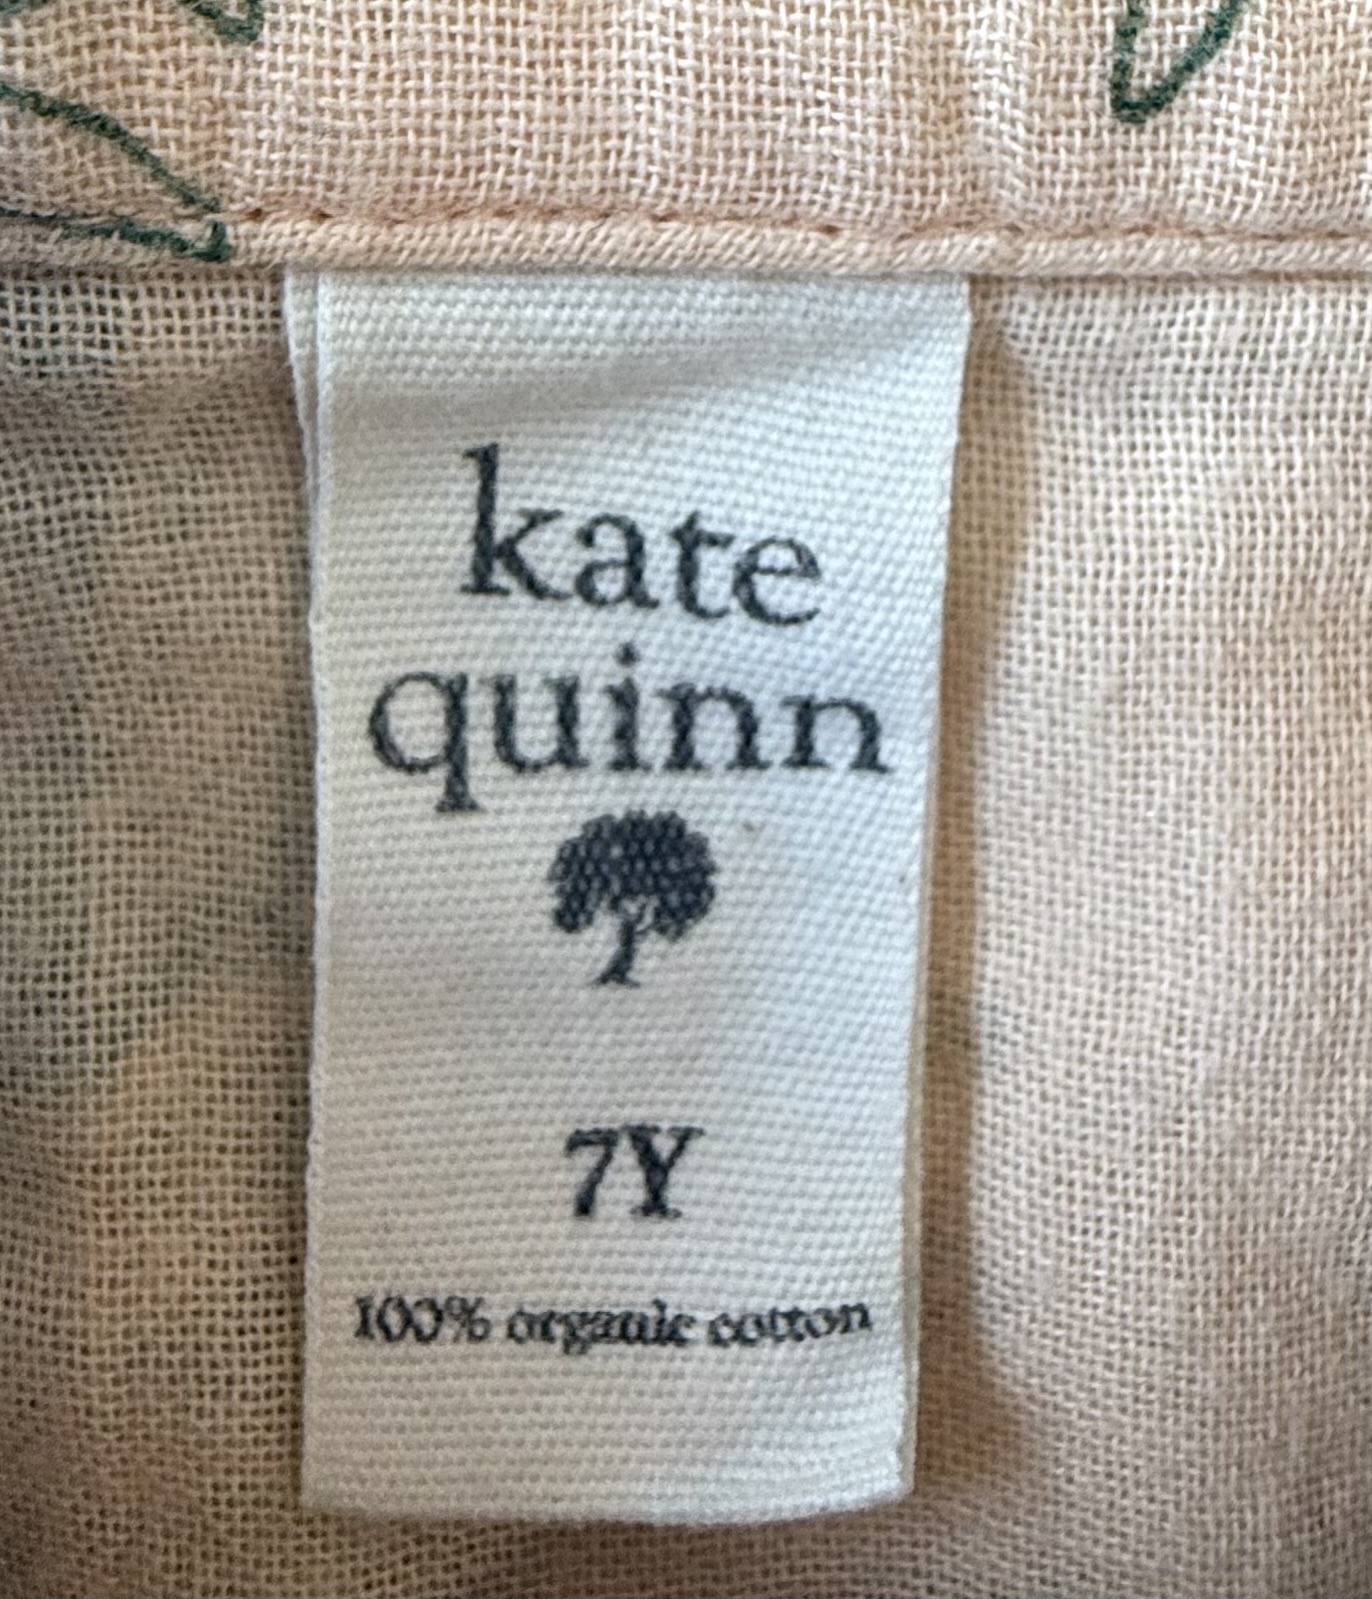 kate
quinn
7Y
100% organic cotton